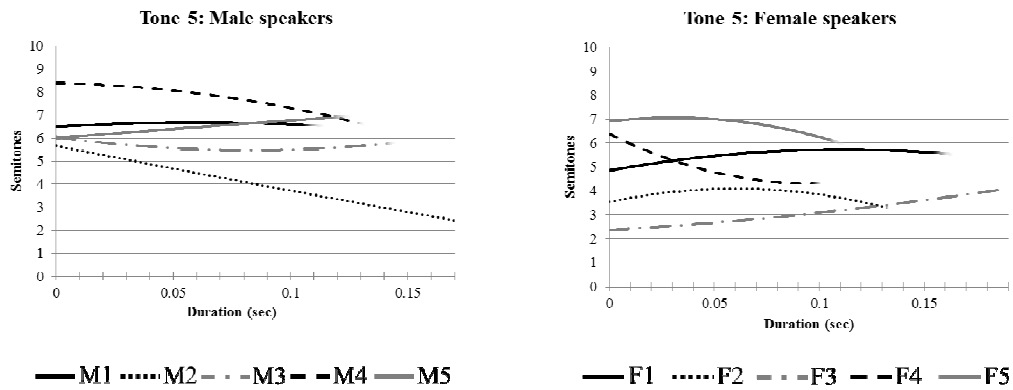 Tone 5: Male speakers
10
9
8
7
6
5
4
3
2
1
0
Semitones
0 0.05 0.1 0.15
Duration (sec)
M1 M2 M3 M4 M5
Tone 5: Female speakers
10
9
8
7
6
5
4
3
2
1
0
Semitones
0 0.05 0.1 0.15
Duration (sec)
F1 F2 F3 F4 F5